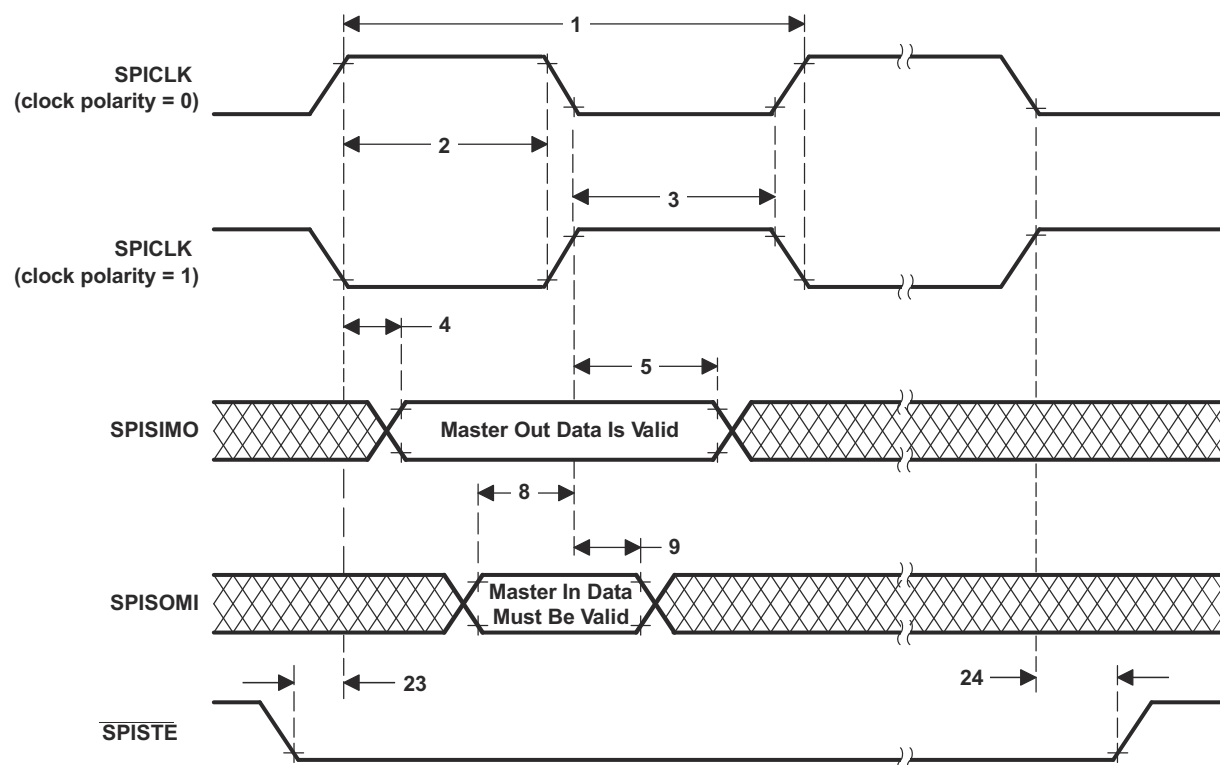 1
SPICLK
(clock polarity = 0)
2
3
SPICLK
(clock polarity = 1)
4
5
SPISIMO
Master Out Data Is Valid
8
9
SPISOMI
Master In Data
Must Be Valid
23
24
SPISTE